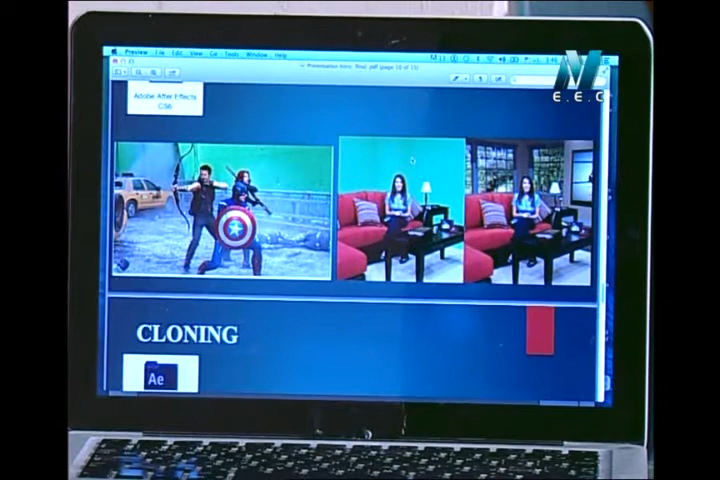 Preview File Edit View Go Tools Window Help
Adobe After Effects
CS6
E.E.C
CLONING
Ae